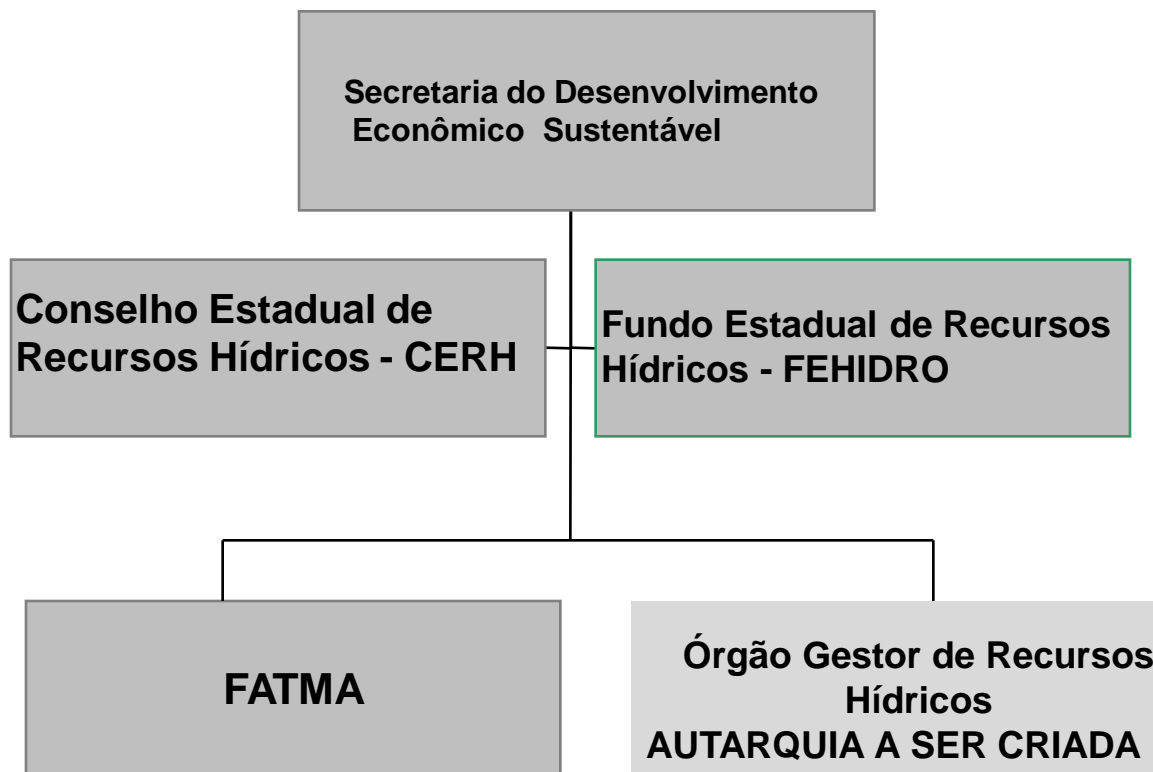 Secretaria do Desenvolvimento
Econômico Sustentável
Conselho Estadual de
Recursos Hídricos - CERH
Fundo Estadual de Recursos
Hídricos - FEHIDRO
FATMA
Órgão Gestor de Recursos
Hídricos
AUTARQUIA A SER CRIADA